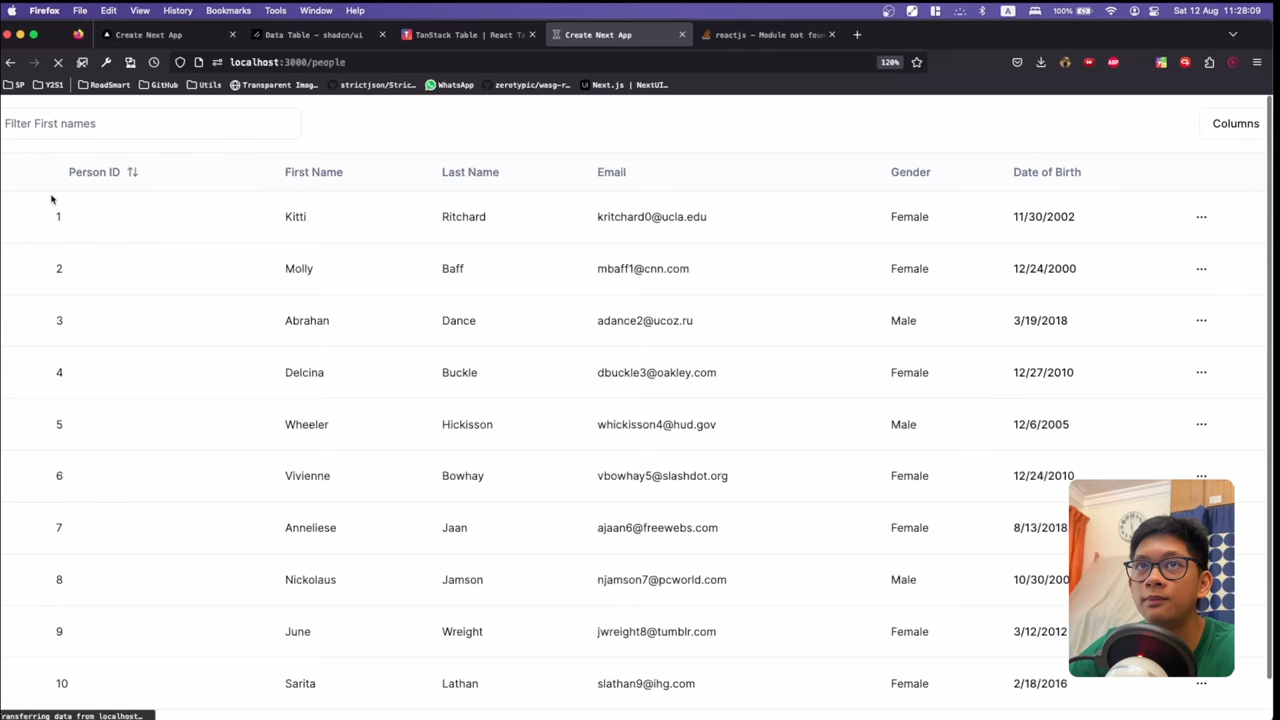 Firefox File Edit View History Bookmarks Tools Window Help A 100% Sat 12 Aug 11:28:09
Create Next App Data Table - shadcn/ui TanStack Table | React Ta Create Next App reactjs - Module not foun
localhost:3000/people 120%
SP Y2S1 RoadSmart GitHub Utils Transparent Imag... strictjson/Stric... WhatsApp zerotypic/wasg-r... Next.js | NextUI...
Filter First names Columns
Person ID First Name Last Name Email Gender Date of Birth
1 Kitti Ritchard kritchard0@ucla.edu Female 11/30/2002 ...
2 Molly Baff mbaff1@cnn.com Female 12/24/2000 ...
3 Abrahan Dance adance2@ucoz.ru Male 3/19/2018 ...
4 Delcina Buckle dbuckle3@oakley.com Female 12/27/2010 ...
5 Wheeler Hickisson whickisson4@hud.gov Male 12/6/2005 ...
6 Vivienne Bowhay vbowhay5@slashdot.org Female 12/24/2010 ...
7 Anneliese Jaan ajaan6@freewebs.com Female 8/13/2018
8 Nickolaus Jamson njamson7@pcworld.com Male 10/30/200
9 June Wreight jwreight8@tumblr.com Female 3/12/2012
10 Sarita Lathan slathan9@ihg.com Female 2/18/2016 ...
ransferring data from localhost...